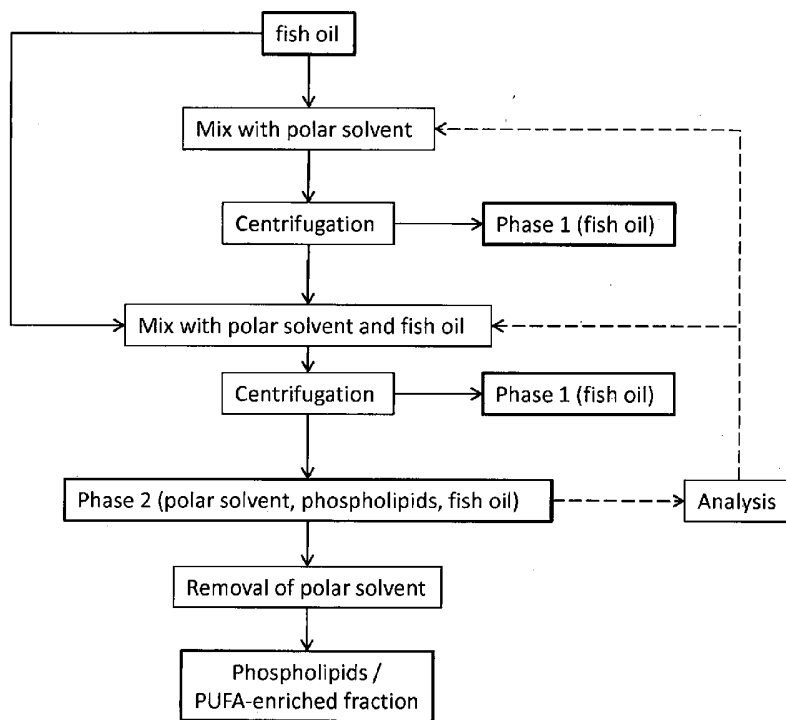 fish oil
Mix with polar solvent
Centrifugation
Phase 1 (fish oil)
Mix with polar solvent and fish oil
Centrifugation
Phase 1 (fish oil)
Phase 2 (polar solvent, phospholipids, fish oil)
Analysis
Removal of polar solvent
Phospholipids /
PUFA-enriched fraction